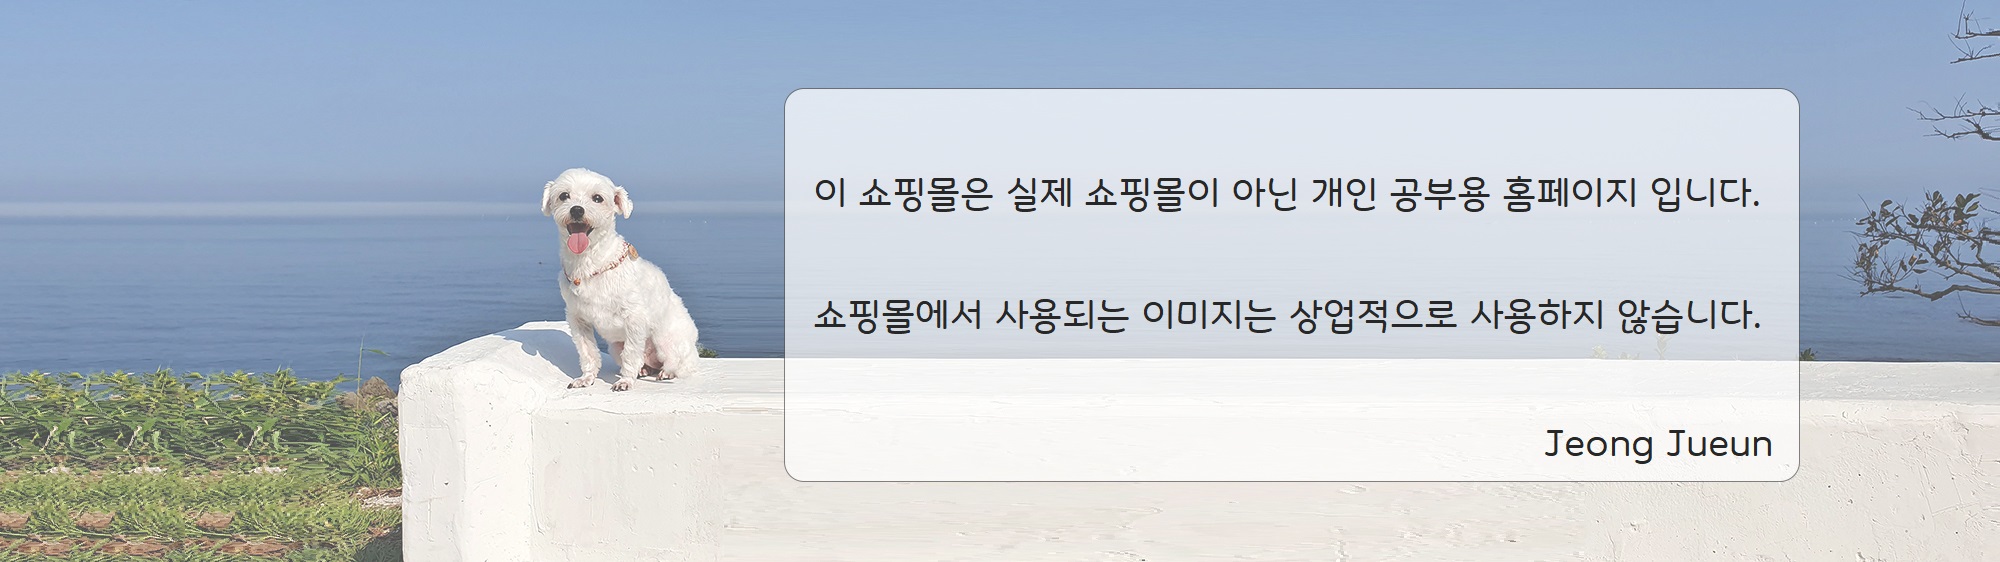 이 쇼핑몰은 실제 쇼핑몰이 아닌 개인 공부용 홈페이지 입니다.
쇼핑몰에서 사용되는 이미지는 상업적으로 사용하지 않습니다.
Jeong Jueun